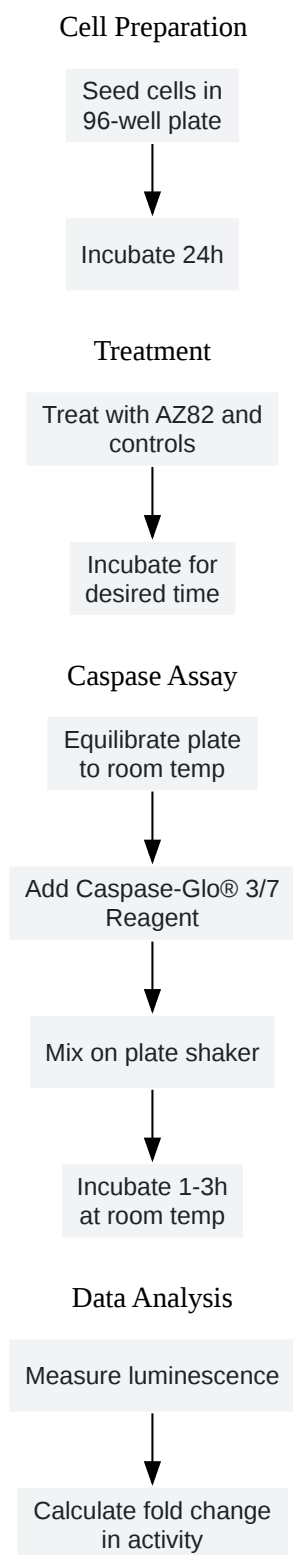 Cell Preparation
Seed cells in
96-well plate
Incubate 24h
Treatment
Treat with AZ82 and
controls
Incubate for
desired time
Caspase Assay
Equilibrate plate
to room temp
Add Caspase-Glo® 3/7
Reagent
Mix on plate shaker
Incubate 1-3h
at room temp
Data Analysis
Measure luminescence
Calculate fold change
in activity